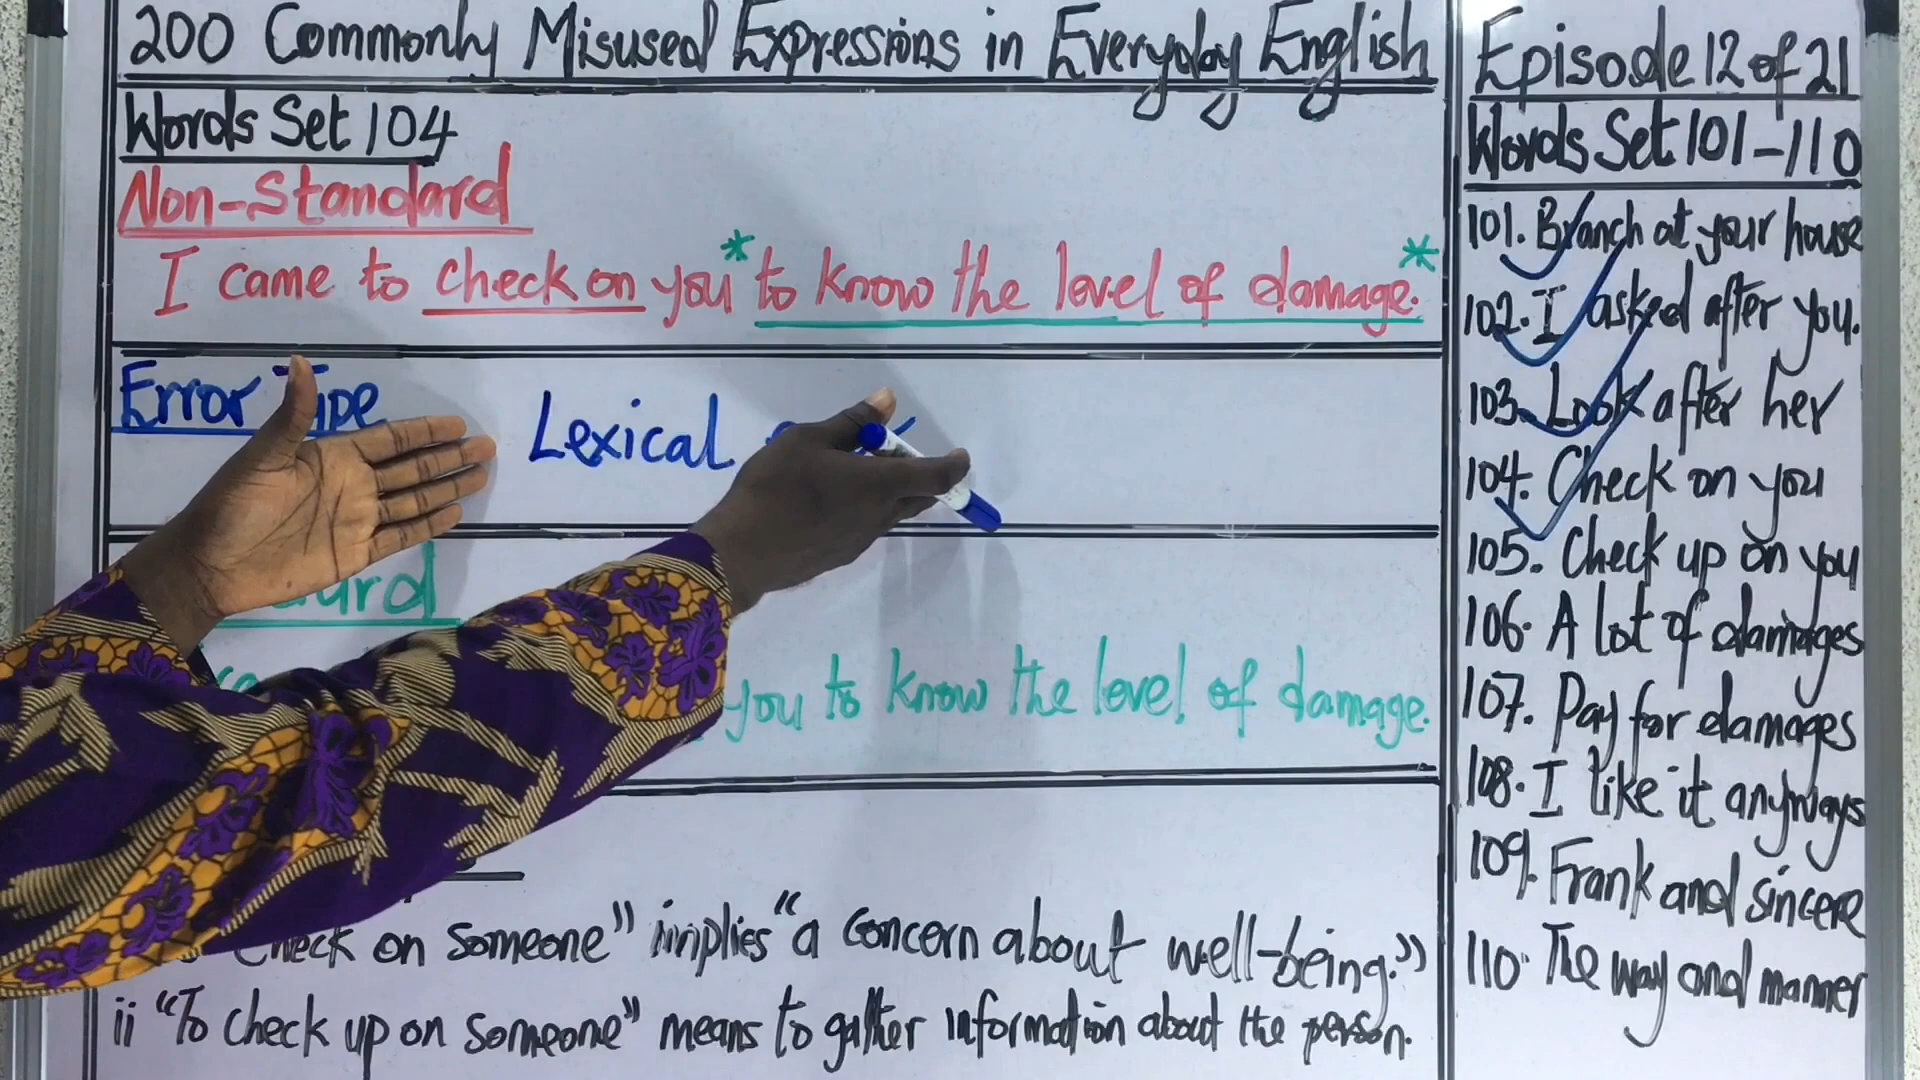 200 Commonly Misused Expressions in Everyday English
Words Set 104
Non-Standard
I came to check on you* to know the level of damage.*
Error Type
Lexical
you to know the level of damage.
Check on someone" implies "a concern about well-being."
ii "To check up on someone" means to gather information about the person.
Episode 12 of 21
Words Set 101-110
101. Branch at your house
102. I asked after you.
103. Look after her
104. Check on you
105. Check up on you
106. A lot of damages
107. Pay for damages
108. I like it anyways
109. Frank and sincere
110. The way and manner